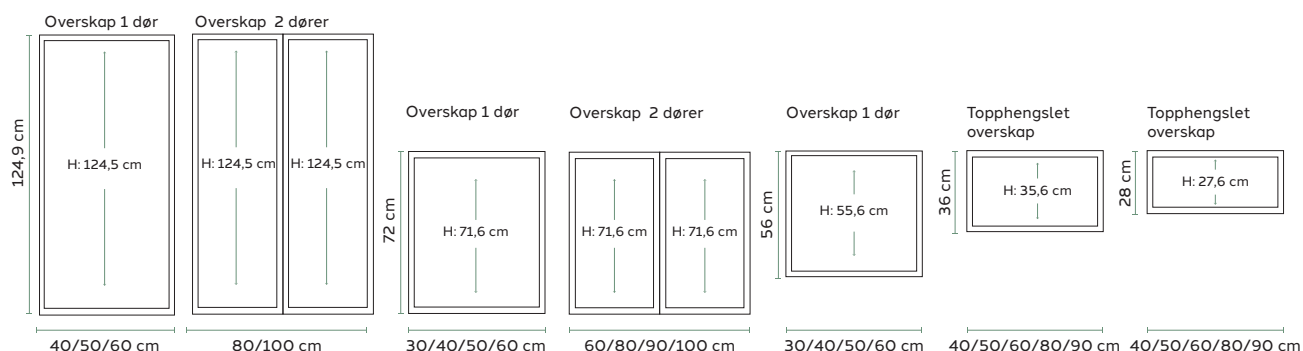 Overskap 1 dør
Overskap 2 dører
124,9 cm
H: 124,5 cm
H: 124,5 cm
H: 124,5 cm
40/50/60 cm
80/100 cm
Overskap 1 dør
72 cm
H: 71,6 cm
30/40/50/60 cm
Overskap 2 dører
H: 71,6 cm
H: 71,6 cm
60/80/90/100 cm
Overskap 1 dør
56 cm
H: 55,6 cm
30/40/50/60 cm
Topphengslet
overskap
36 cm
H: 35,6 cm
40/50/60/80/90 cm
Topphengslet
overskap
28 cm
H: 27,6 cm
40/50/60/80/90 cm